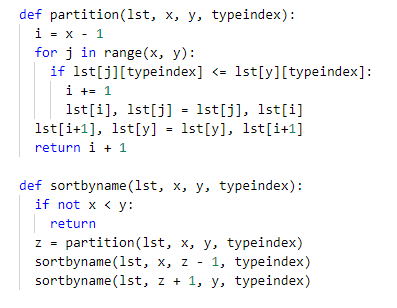 def partition(lst, x, y, typeindex):
  i = x - 1
  for j in range(x, y):
    if lst[j][typeindex] <= lst[y][typeindex]:
      i += 1
      lst[i], lst[j] = lst[j], lst[i]
  lst[i+1], lst[y] = lst[y], lst[i+1]
  return i + 1

def sortbyname(lst, x, y, typeindex):
  if not x < y:
    return
  z = partition(lst, x, y, typeindex)
  sortbyname(lst, x, z - 1, typeindex)
  sortbyname(lst, z + 1, y, typeindex)